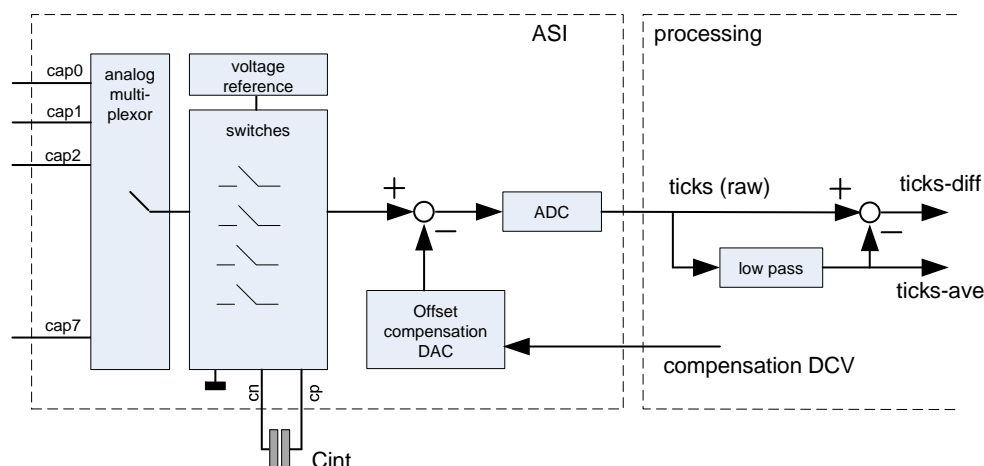 ASI
processing
cap0
cap1
cap2
cap7
analog
multi-
plexor
voltage
reference
switches
+
−
ADC
Offset
compensation
DAC
cn
cp
Cint
ticks (raw)
+
−
ticks-diff
low pass
ticks-ave
compensation DCV